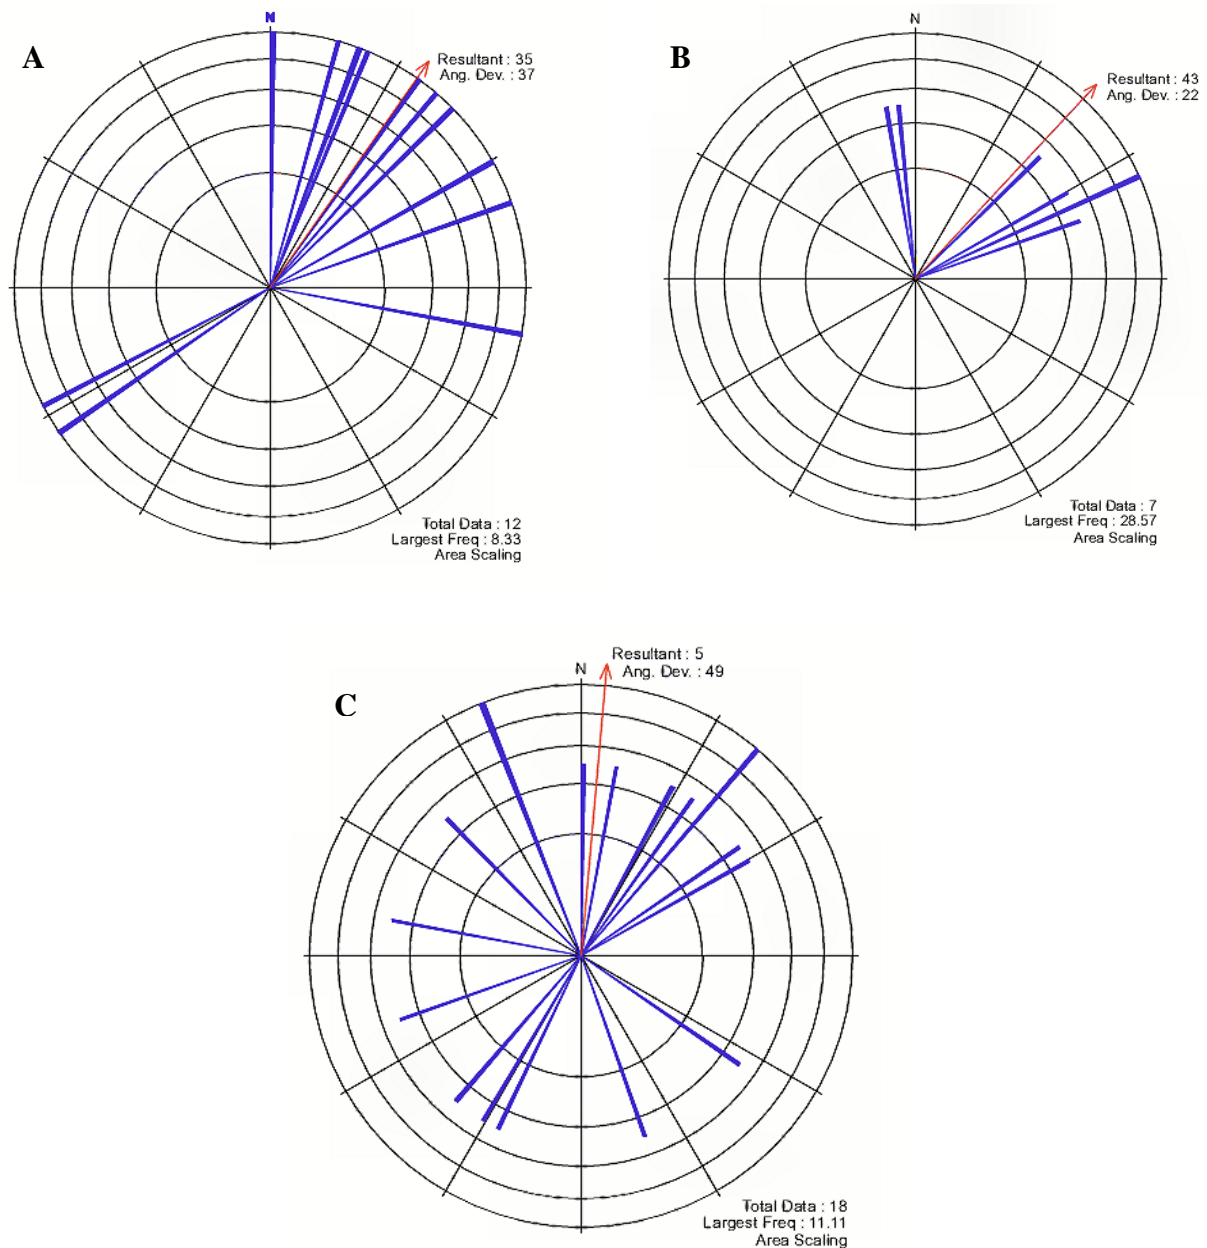 N
A
Resultant : 35
Ang. Dev. : 37
Total Data : 12
Largest Freq : 8.33
Area Scaling
N
B
Resultant : 43
Ang. Dev. : 22
Total Data : 7
Largest Freq : 28.57
Area Scaling
Resultant : 5
N
Ang. Dev. : 49
C
Total Data : 18
Largest Freq : 11.11
Area Scaling